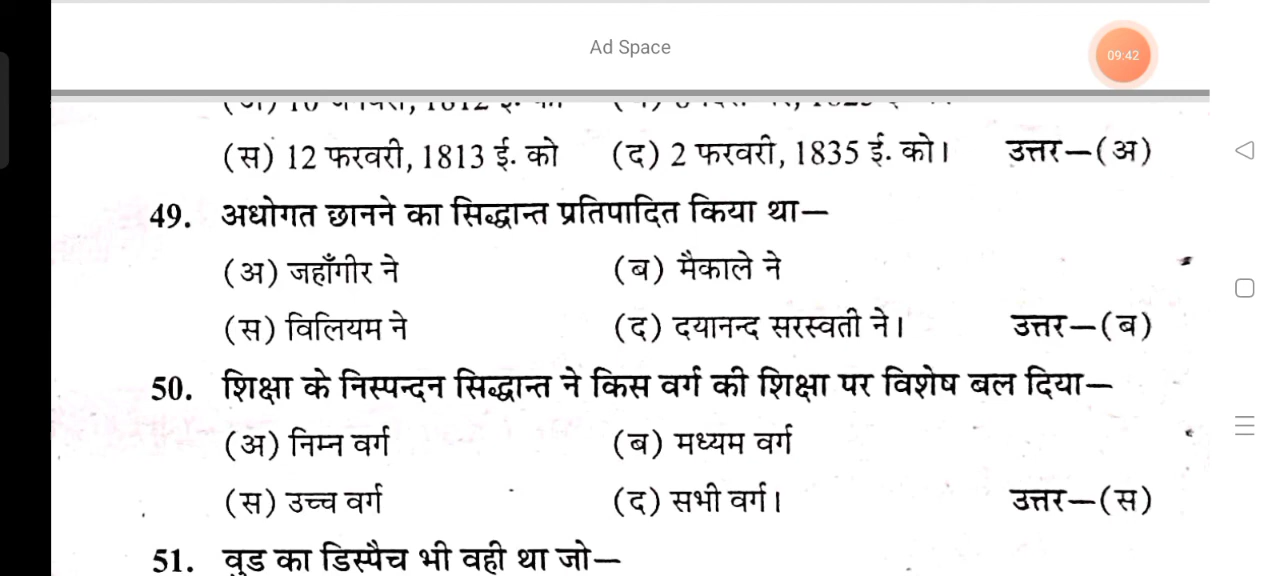 Ad Space
09:42
(स) 12 फरवरी, 1813 ई. को (द) 2 फरवरी, 1835 ई. को। उत्तर—(अ)
49. अधोगत छानने का सिद्धान्त प्रतिपादित किया था—
(अ) जहाँगीर ने (ब) मैकाले ने
(स) विलियम ने (द) दयानन्द सरस्वती ने। उत्तर—(ब)
50. शिक्षा के निस्पन्दन सिद्धान्त ने किस वर्ग की शिक्षा पर विशेष बल दिया—
(अ) निम्न वर्ग (ब) मध्यम वर्ग
(स) उच्च वर्ग (द) सभी वर्ग। उत्तर—(स)
51. वुड का डिस्पैच भी वही था जो—